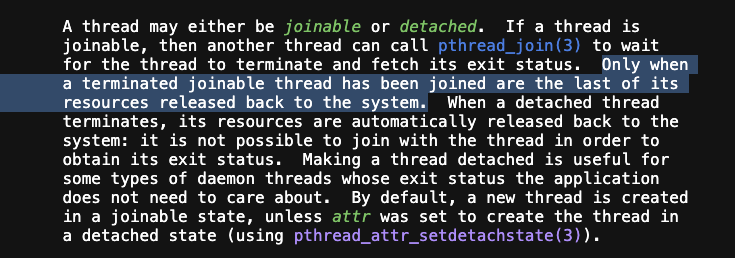 A thread may either be joinable or detached.  If a thread is
joinable, then another thread can call pthread_join(3) to wait
for the thread to terminate and fetch its exit status.  Only when
a terminated joinable thread has been joined are the last of its
resources released back to the system.  When a detached thread
terminates, its resources are automatically released back to the
system: it is not possible to join with the thread in order to
obtain its exit status.  Making a thread detached is useful for
some types of daemon threads whose exit status the application
does not need to care about.  By default, a new thread is created
in a joinable state, unless attr was set to create the thread in
a detached state (using pthread_attr_setdetachstate(3)).